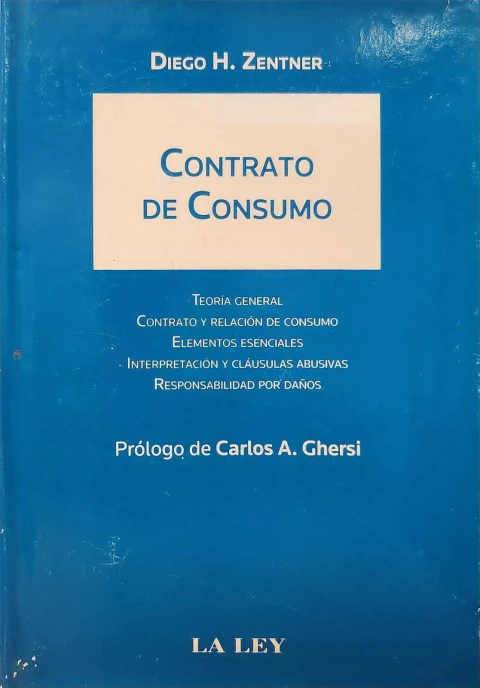 Diego H. Zentner
Contrato
de Consumo
Teoría general
Contrato y relación de consumo
Elementos esenciales
Interpretación y cláusulas abusivas
Responsabilidad por daños
Prólogo de Carlos A. Ghersi
LA LEY